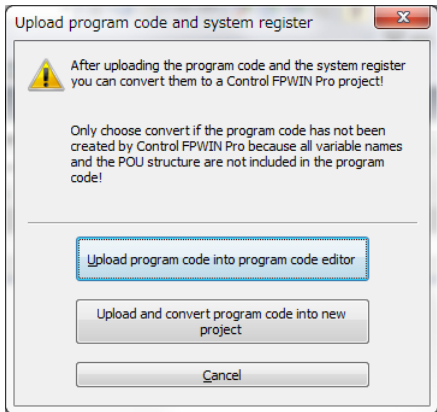 Upload program code and system register
After uploading the program code and the system register
you can convert them to a Control FPWIN Pro project!
Only choose convert if the program code has not been
created by Control FPWIN Pro because all variable names
and the POU structure are not included in the program
code!
Upload program code into program code editor
Upload and convert program code into new
project
Cancel